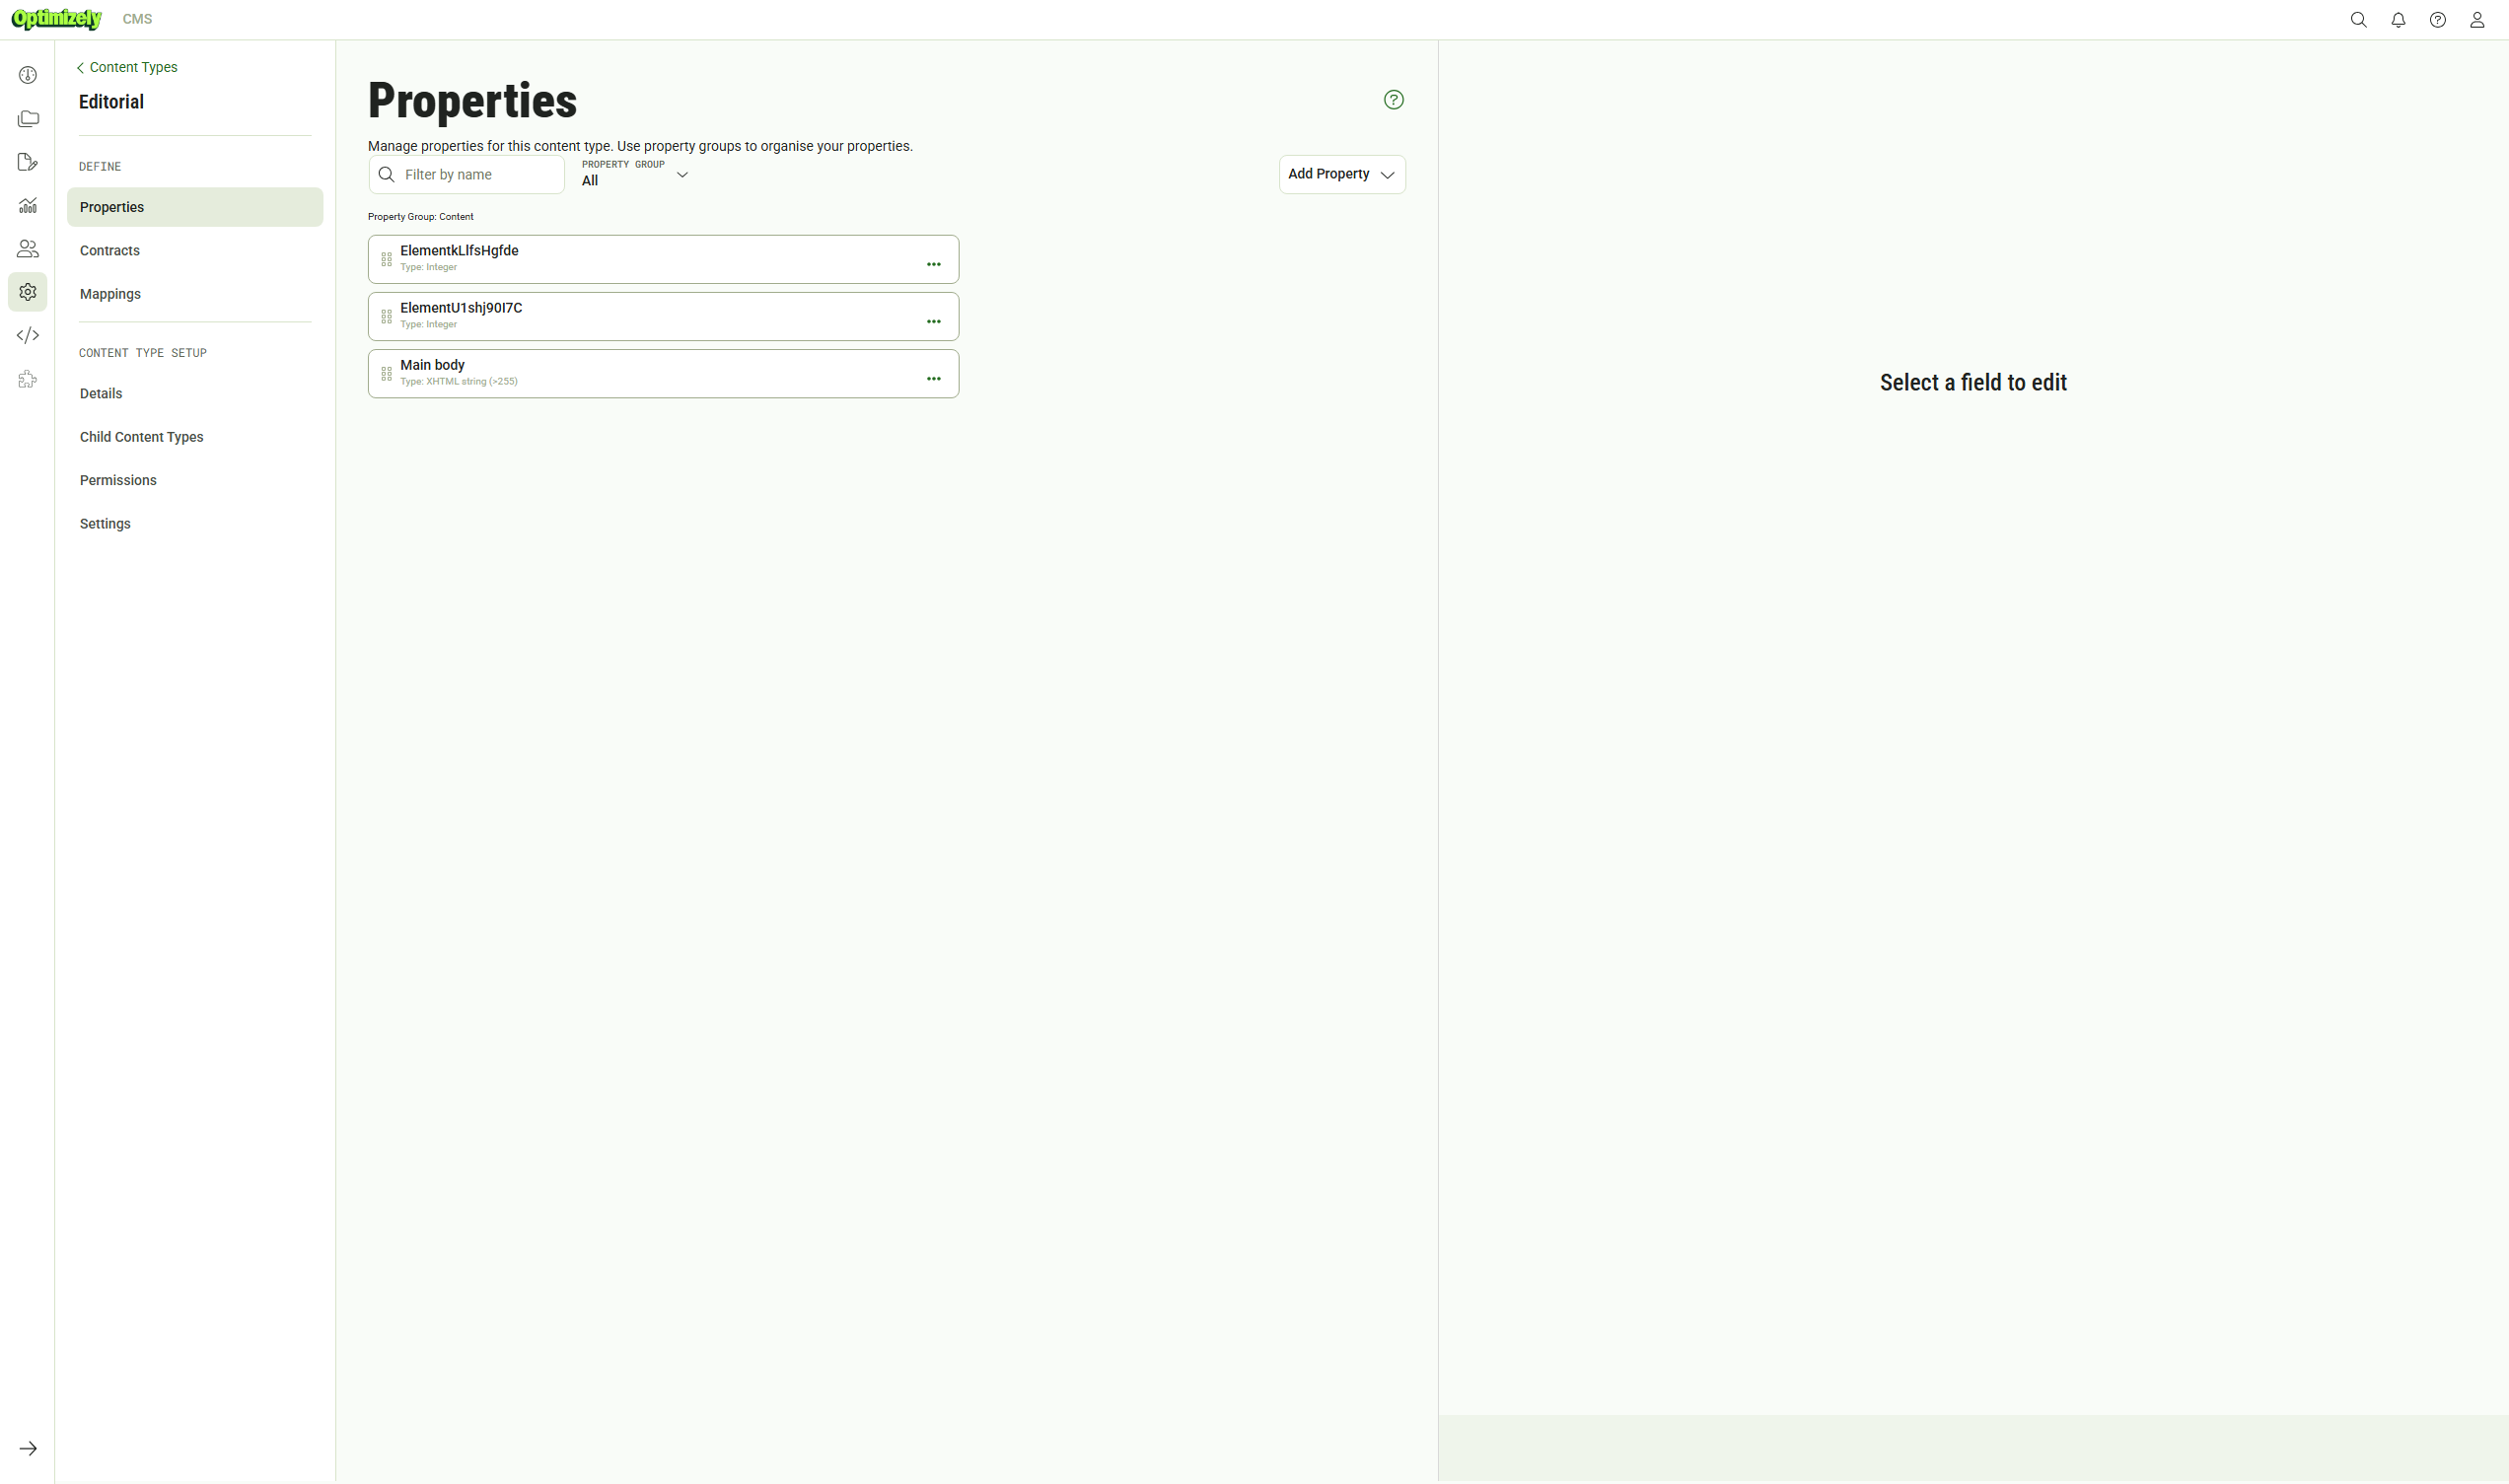 Optimizely CMS
Content Types
Editorial
DEFINE
Properties
Contracts
Mappings
CONTENT TYPE SETUP
Details
Child Content Types
Permissions
Settings
Properties
Manage properties for this content type. Use property groups to organise your properties.
Filter by name
PROPERTY GROUP
All
Add Property
Property Group: Content
ElementkLlfsHgfde
Type: Integer
ElementU1shj90I7C
Type: Integer
Main body
Type: XHTML string (>255)
Select a field to edit